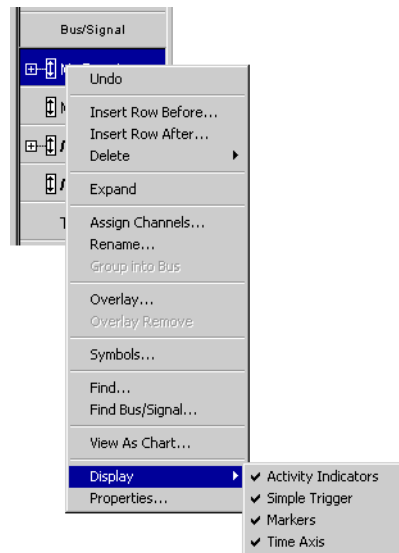 Bus/Signal
Undo
Insert Row Before...
Insert Row After...
Delete
Expand
Assign Channels...
Rename...
Group into Bus
Overlay...
Overlay Remove
Symbols...
Find...
Find Bus/Signal...
View As Chart...
Display
Properties...
Activity Indicators
Simple Trigger
Markers
Time Axis